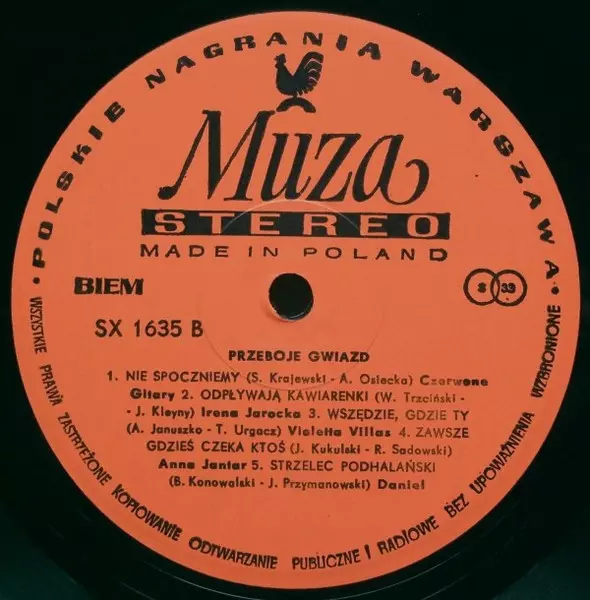 • POLSKIE NAGRANIA WARSZAWA •
Muza
STEREO
MADE IN POLAND
BIEM
S 33
SX 1635 B
PRZEBOJE GWIAZD
1. NIE SPOCZNIEMY (S. Krajewski - A. Osiecka) Czerwone
Gitary 2. ODPŁYWAJĄ KAWIARENKI (W. Trzciński -
- J. Kleyny) Irena Jarocka 3. WSZĘDZIE, GDZIE TY
(A. Januszko - T. Urgacz) Violetta Villas 4. ZAWSZE
GDZIEŚ CZEKA KTOŚ (J. Kukulski - R. Sadowski)
Anna Jantar 5. STRZELEC PODHALAŃSKI
(B. Konowalski - J. Przymanowski) Daniel
WSZYSTKIE PRAWA ZASTRZEŻONE KOPIOWANIE ODTWARZANIE PUBLICZNE I RADIOWE BEZ UPOWAŻNIENIA WZBRONIONE